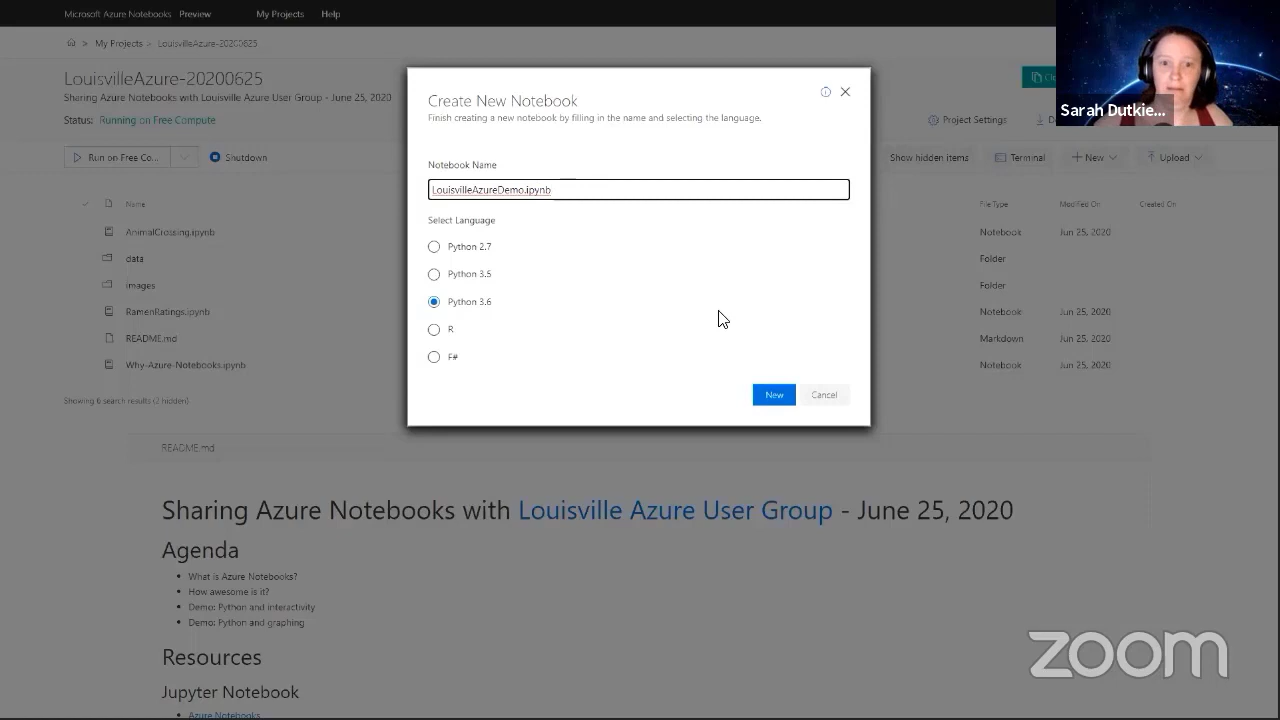 Microsoft Azure Notebooks Preview My Projects Help
My Projects > LouisvilleAzure-20200625
LouisvilleAzure-20200625
Sharing Azure Notebooks with Louisville Azure User Group - June 25, 2020
Status: Running on Free Compute
Project Settings
Run on Free Co... Shutdown
Show hidden items Terminal New Upload
Name File Type Modified On Created On
AnimalCrossing.ipynb Notebook Jun 25, 2020
data Folder
images Folder
RamenRatings.ipynb Notebook Jun 25, 2020
README.md Markdown Jun 25, 2020
Why-Azure-Notebooks.ipynb Notebook Jun 25, 2020
Showing 6 search results (2 hidden).
Create New Notebook
Finish creating a new notebook by filling in the name and selecting the language.
Notebook Name
LouisvilleAzureDemo.ipynb
Select Language
Python 2.7
Python 3.5
Python 3.6
R
F#
New Cancel
Sarah Dutkie...
README.md
Sharing Azure Notebooks with Louisville Azure User Group - June 25, 2020
Agenda
• What is Azure Notebooks?
• How awesome is it?
• Demo: Python and interactivity
• Demo: Python and graphing
Resources
Jupyter Notebook
• Azure Notebooks
zoom